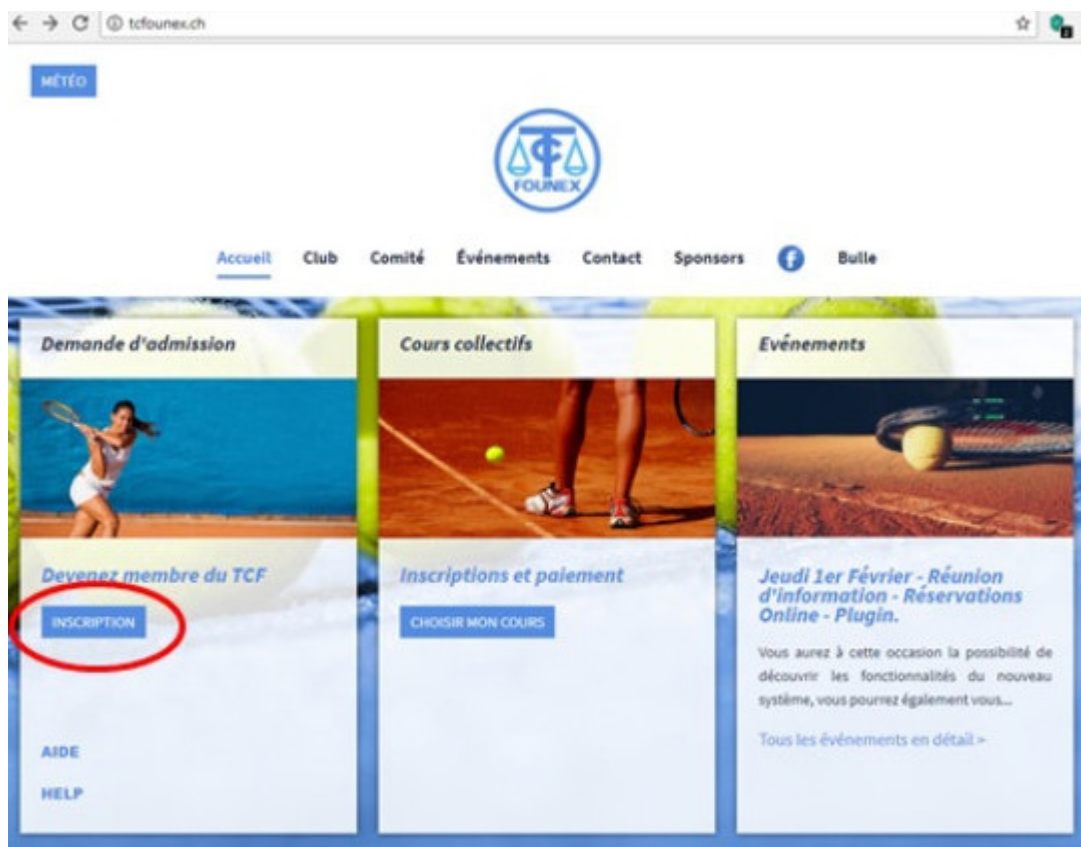 tcfounex.ch
MÉTÉO
TCF
FOUNEX
Accueil Club Comité Événements Contact Sponsors f Bulle
Demande d'admission
Cours collectifs
Evénements
Devenez membre du TCF
INSCRIPTION
AIDE
HELP
Inscriptions et paiement
CHOISIR MON COURS
Jeudi 1er Février - Réunion
d'information - Réservations
Online - Plugin.
Vous aurez à cette occasion la possibilité de
découvrir les fonctionnalités du nouveau
système, vous pourrez également vous...
Tous les événements en détail >